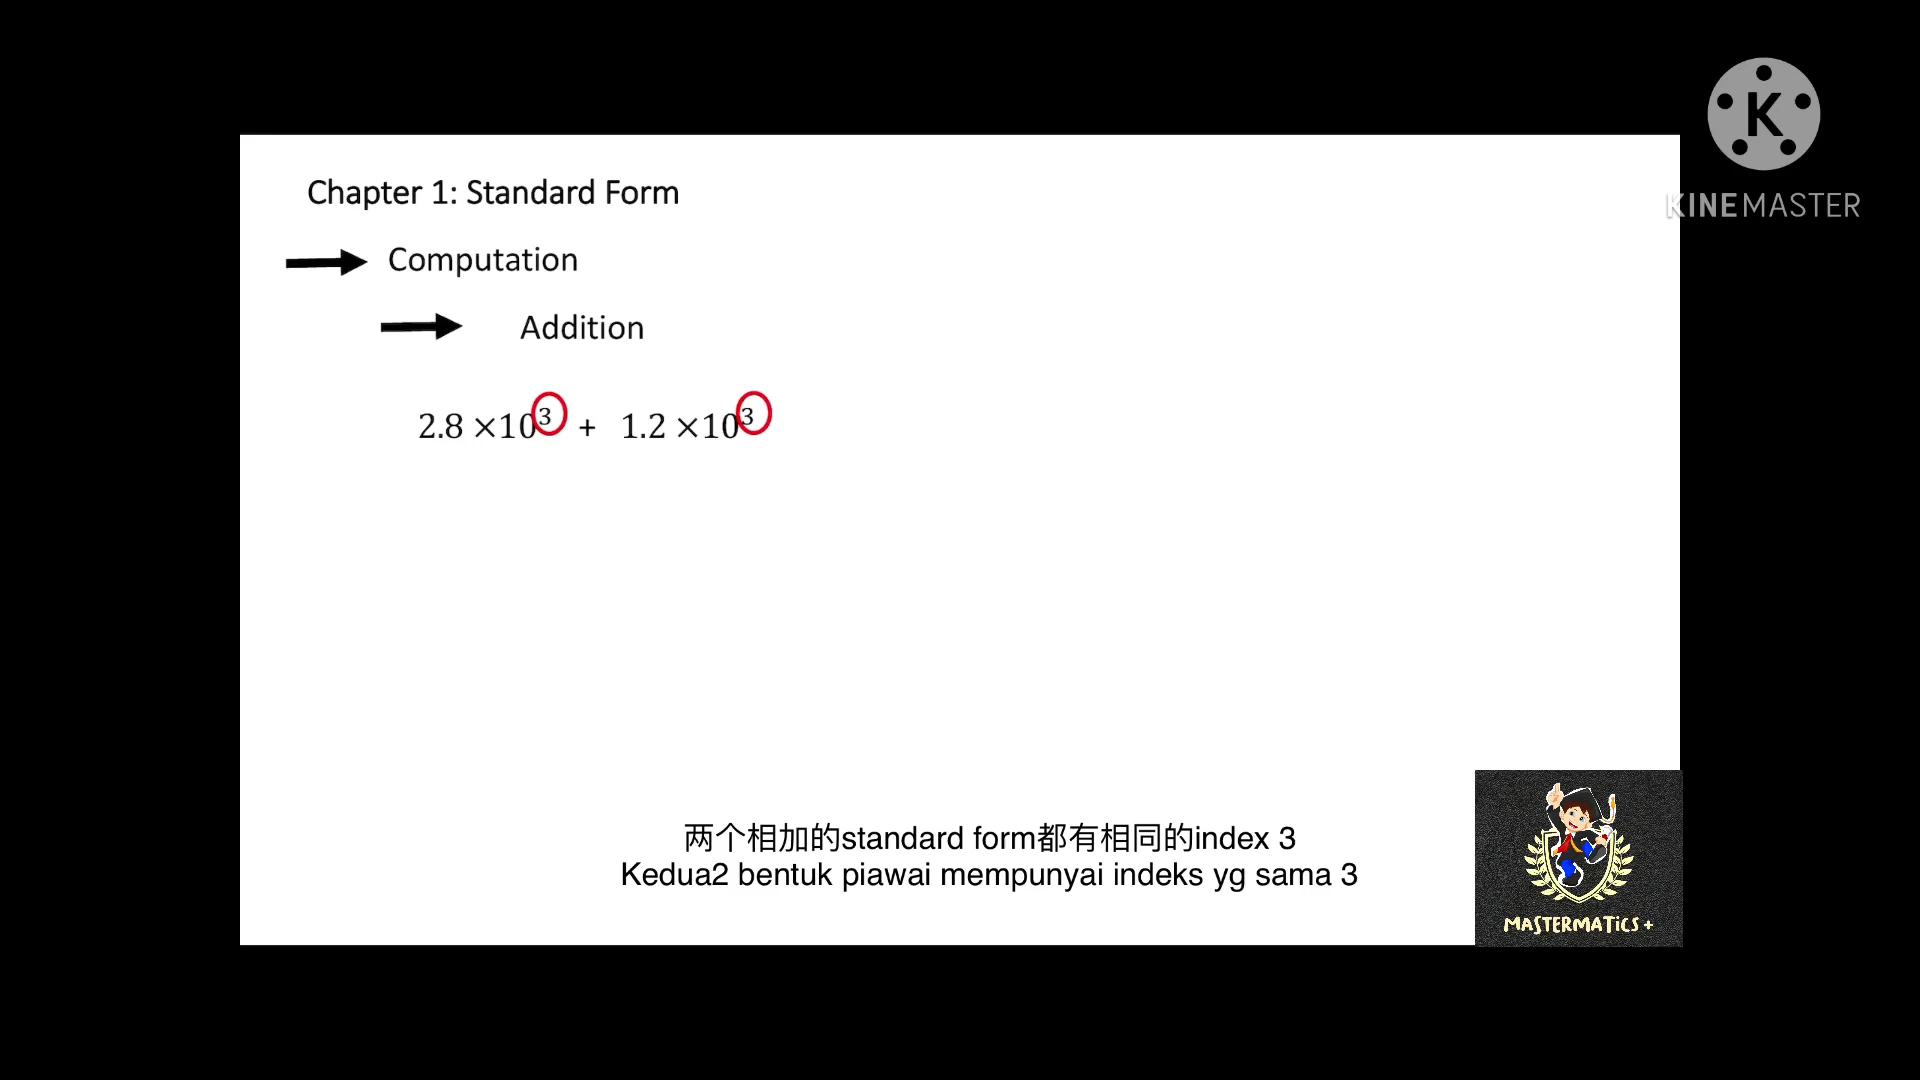 K
KINEMASTER
Chapter 1: Standard Form
Computation
Addition
2.8 ×10³ + 1.2 ×10³
两个相加的standard form都有相同的index 3
Kedua2 bentuk piawai mempunyai indeks yg sama 3
MASTERMATiCS +